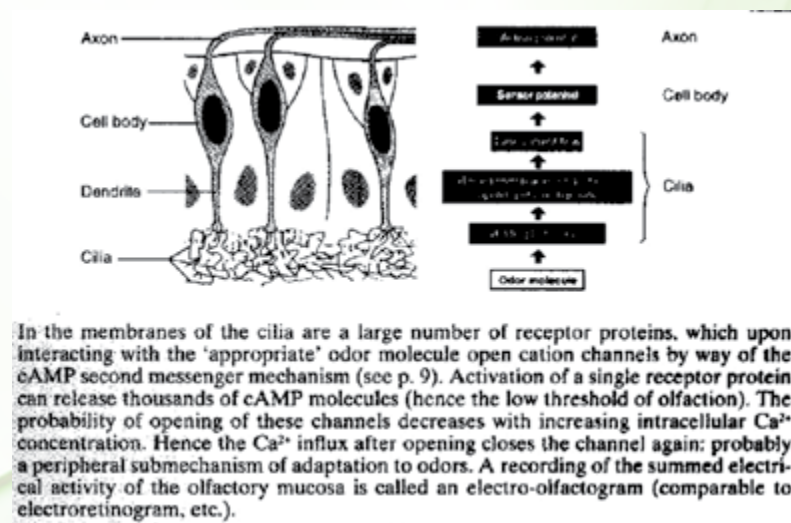 Axon
Cell body
Dendrite
Cilia
Sensor potential
Odor molecule
Axon
Cell body
Cilia
In the membranes of the cilia are a large number of receptor proteins, which upon
interacting with the 'appropriate' odor molecule open cation channels by way of the
cAMP second messenger mechanism (see p. 9). Activation of a single receptor protein
can release thousands of cAMP molecules (hence the low threshold of olfaction). The
probability of opening of these channels decreases with increasing intracellular Ca²⁺
concentration. Hence the Ca²⁺ influx after opening closes the channel again: probably
a peripheral submechanism of adaptation to odors. A recording of the summed electri-
cal activity of the olfactory mucosa is called an electro-olfactogram (comparable to
electroretinogram, etc.).